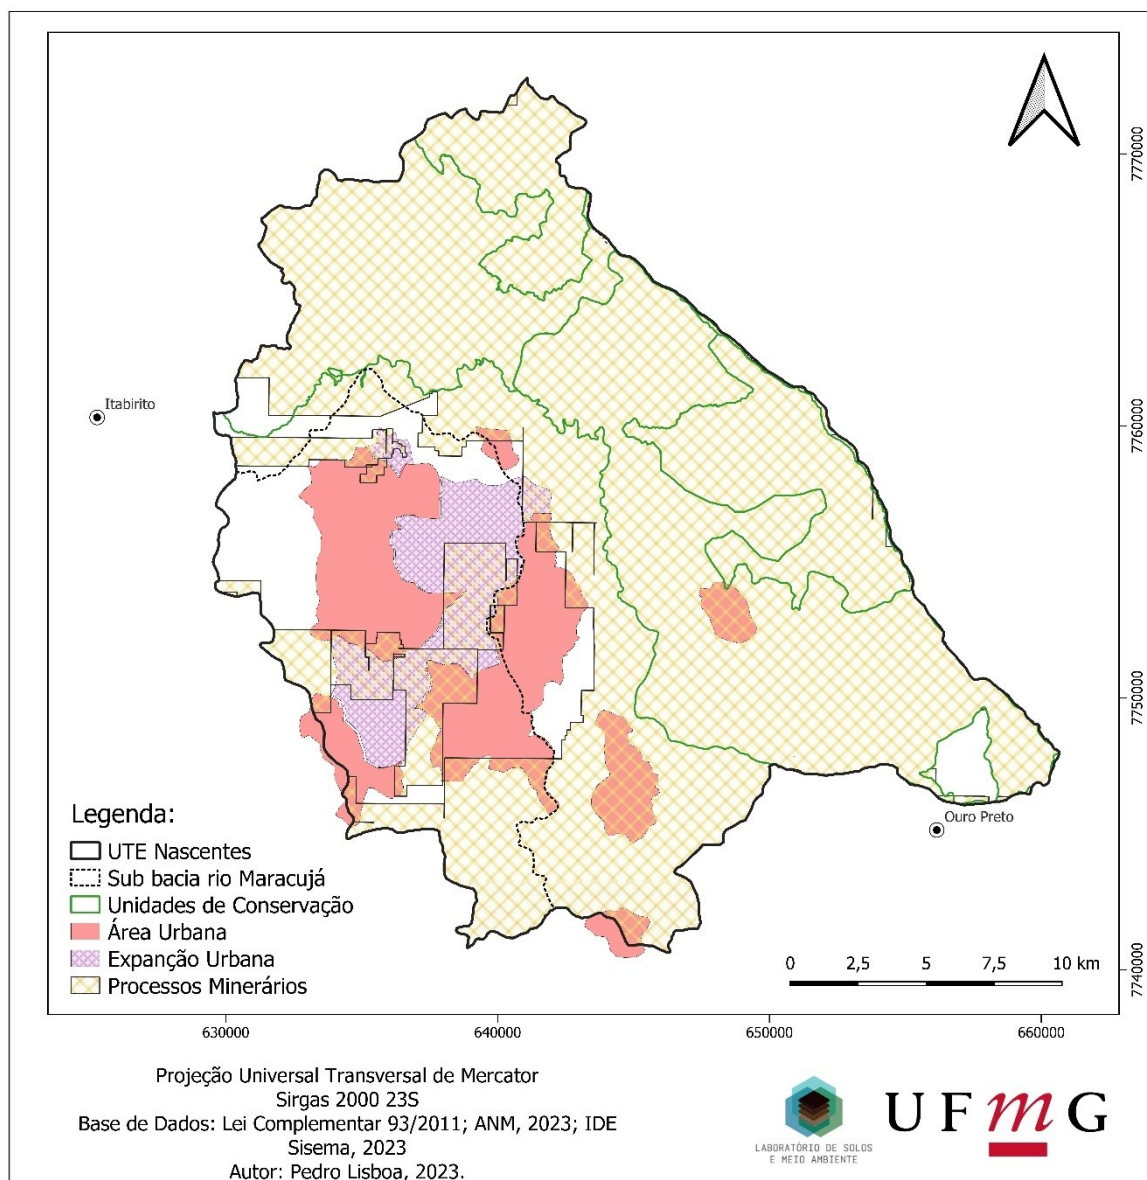 7770000
Itabirito
7760000
7750000
Ouro Preto
Legenda:
UTE Nascentes
Sub bacia rio Maracujá
Unidades de Conservação
Área Urbana
Expanção Urbana
Processos Minerários
0 2,5 5 7,5 10 km
7740000
630000 640000 650000 660000
Projeção Universal Transversal de Mercator
Sirgas 2000 23S
Base de Dados: Lei Complementar 93/2011; ANM, 2023; IDE
Sisema, 2023
Autor: Pedro Lisboa, 2023.
LABORATÓRIO DE SOLOS
E MEIO AMBIENTE
UFmG